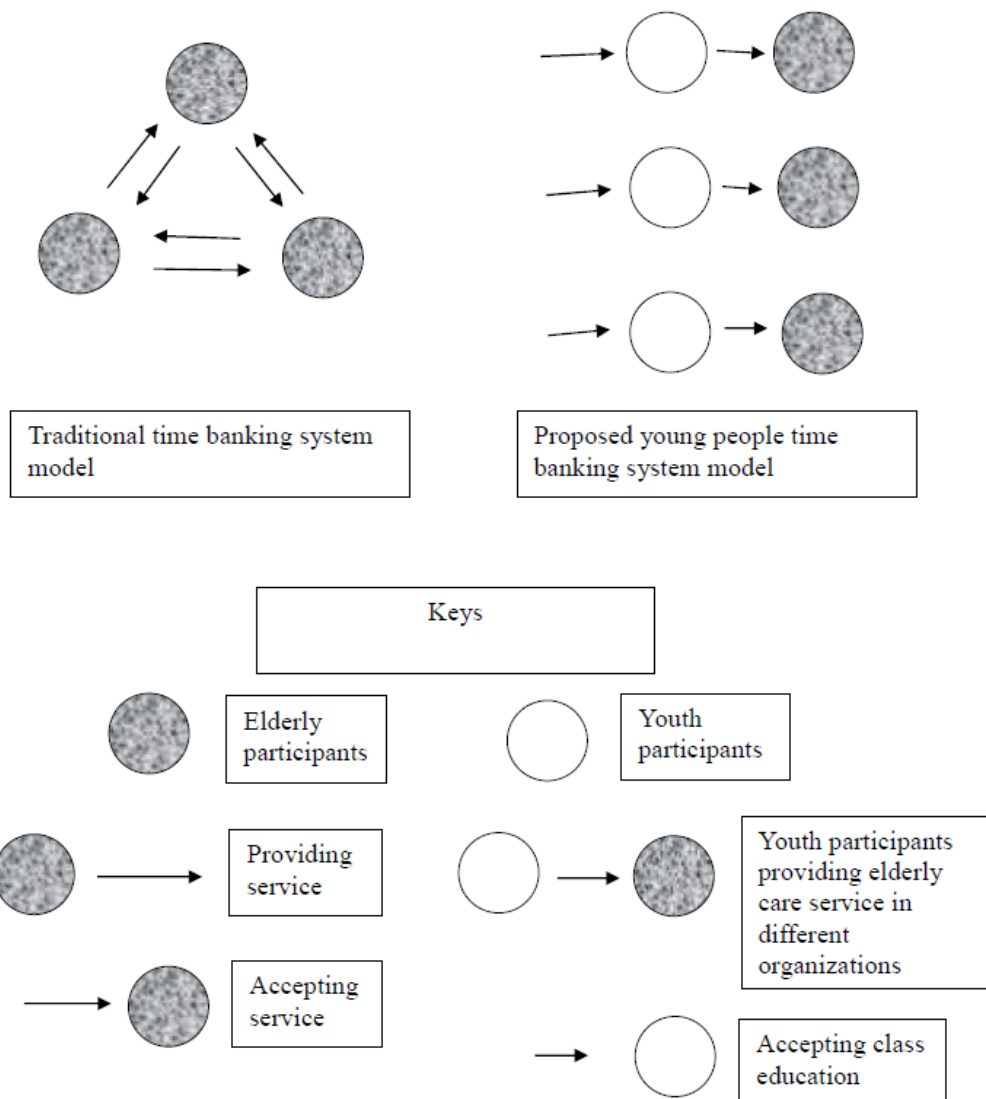 Traditional time banking system
model
Proposed young people time
banking system model
Keys
Elderly
participants
Youth
participants
Providing
service
Youth participants
providing elderly
care service in
different
organizations
Accepting
service
Accepting class
education